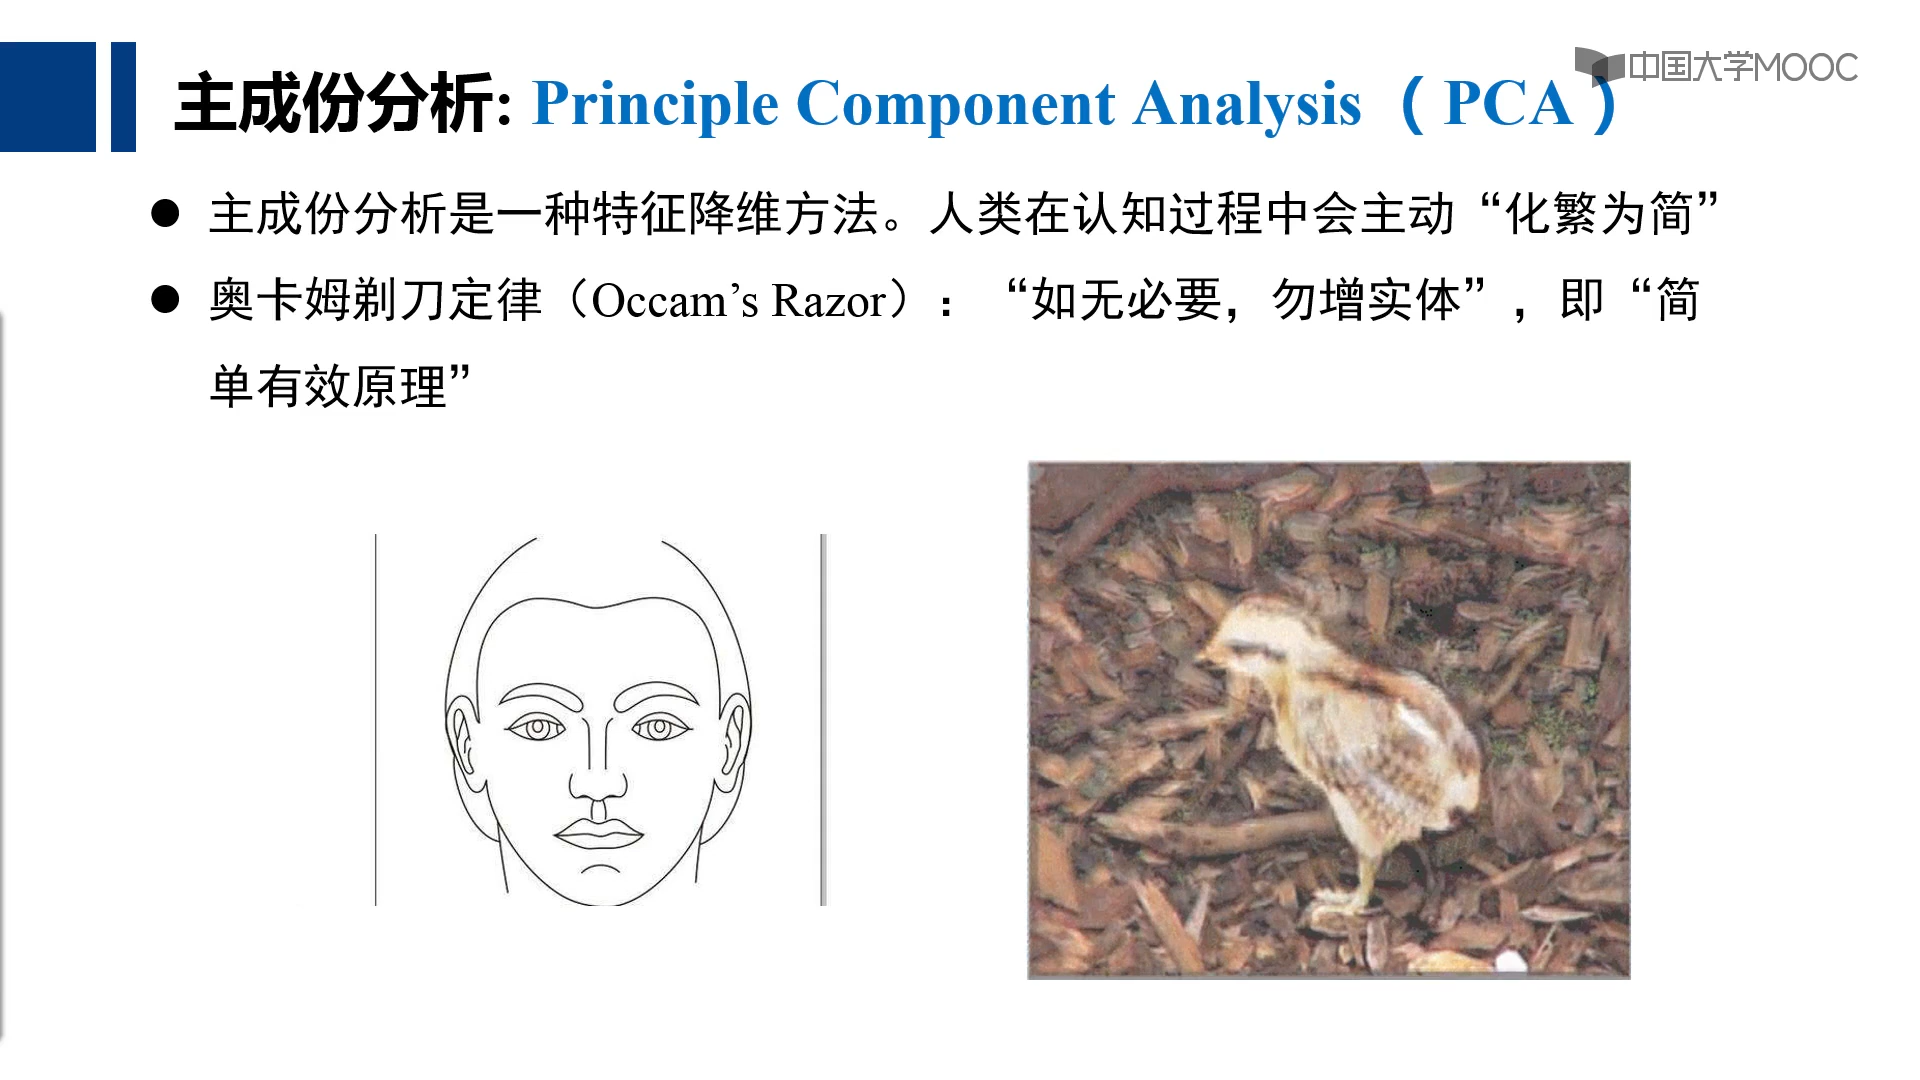 中国大学MOOC
主成份分析: Principle Component Analysis（PCA）
主成份分析是一种特征降维方法。人类在认知过程中会主动“化繁为简”
奥卡姆剃刀定律（Occam’s Razor）：“如无必要，勿增实体”，即“简
单有效原理”